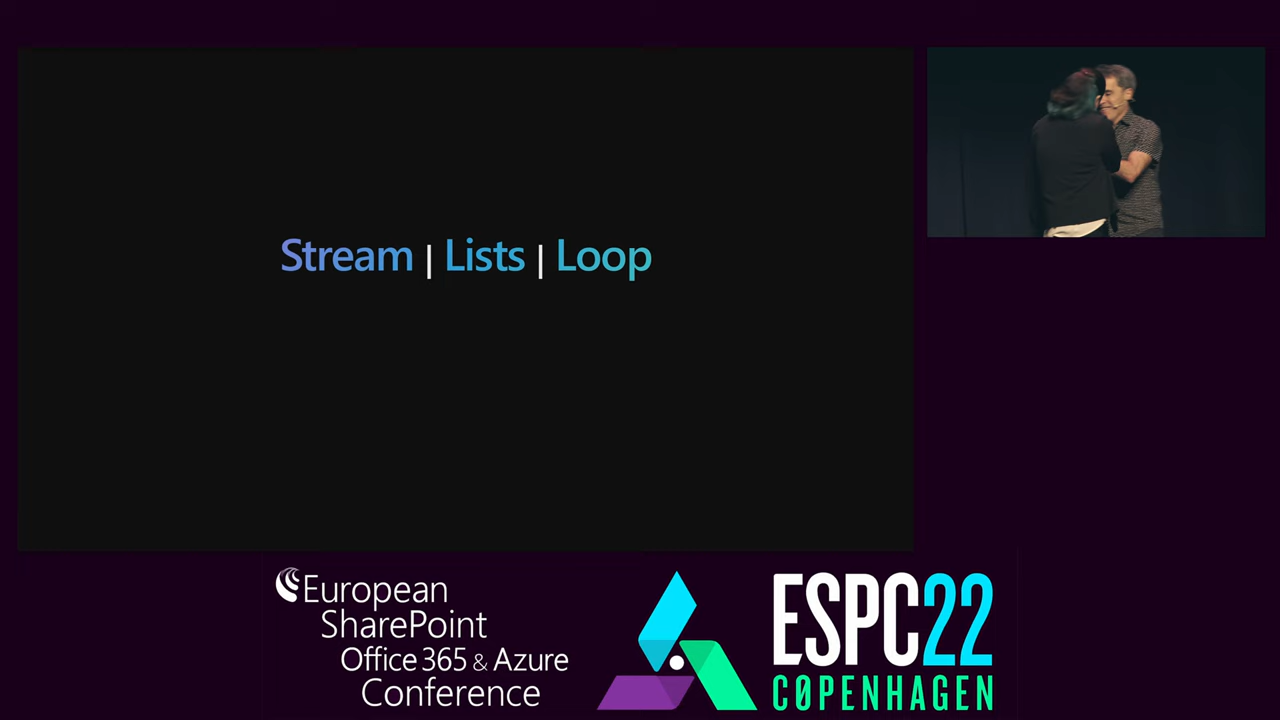 Stream | Lists | Loop
European
SharePoint
Office 365 & Azure
Conference
ESPC22
CØPENHAGEN